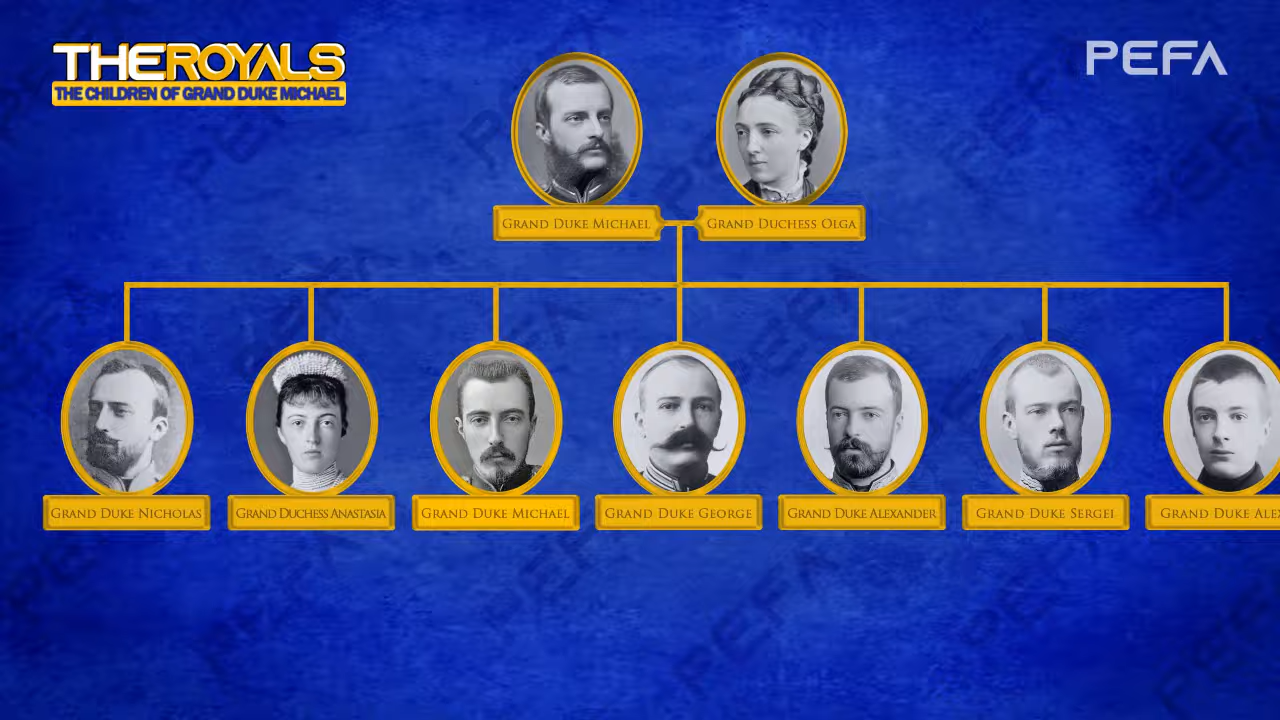 THEROYALS
THE CHILDREN OF GRAND DUKE MICHAEL
PEFA
GRAND DUKE MICHAEL
GRAND DUCHESS OLGA
GRAND DUKE NICHOLAS
GRAND DUCHESS ANASTASIA
GRAND DUKE MICHAEL
GRAND DUKE GEORGE
GRAND DUKE ALEXANDER
GRAND DUKE SERGEI
GRAND DUKE